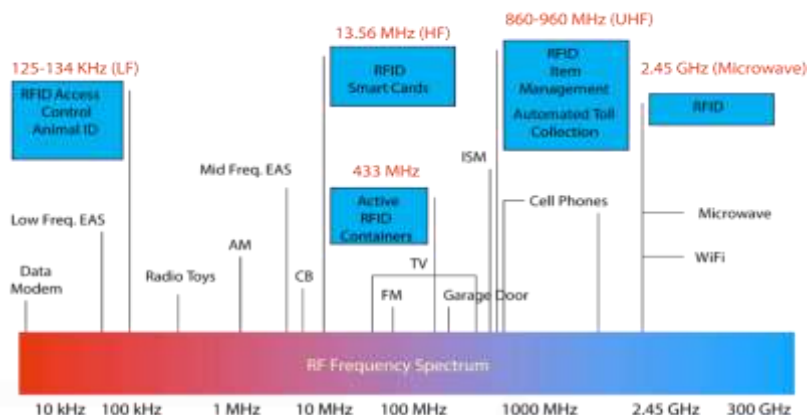 860-960 MHz (UHF)
13.56 MHz (HF)
125-134 KHz (LF)
2.45 GHz (Microwave)
RFID Access
Control
Animal ID
RFID
Smart Cards
RFID
Item
Management
Automated Toll
Collection
RFID
433 MHz
ISM
Mid Freq. EAS
Active
RFID
Containers
Cell Phones
Low Freq. EAS
Microwave
AM
TV
WiFi
Data
Modem
Radio Toys
CB
FM
Garage Door
RF Frequency Spectrum
10 kHz 100 kHz 1 MHz 10 MHz 100 MHz 1000 MHz 2.45 GHz 300 GHz